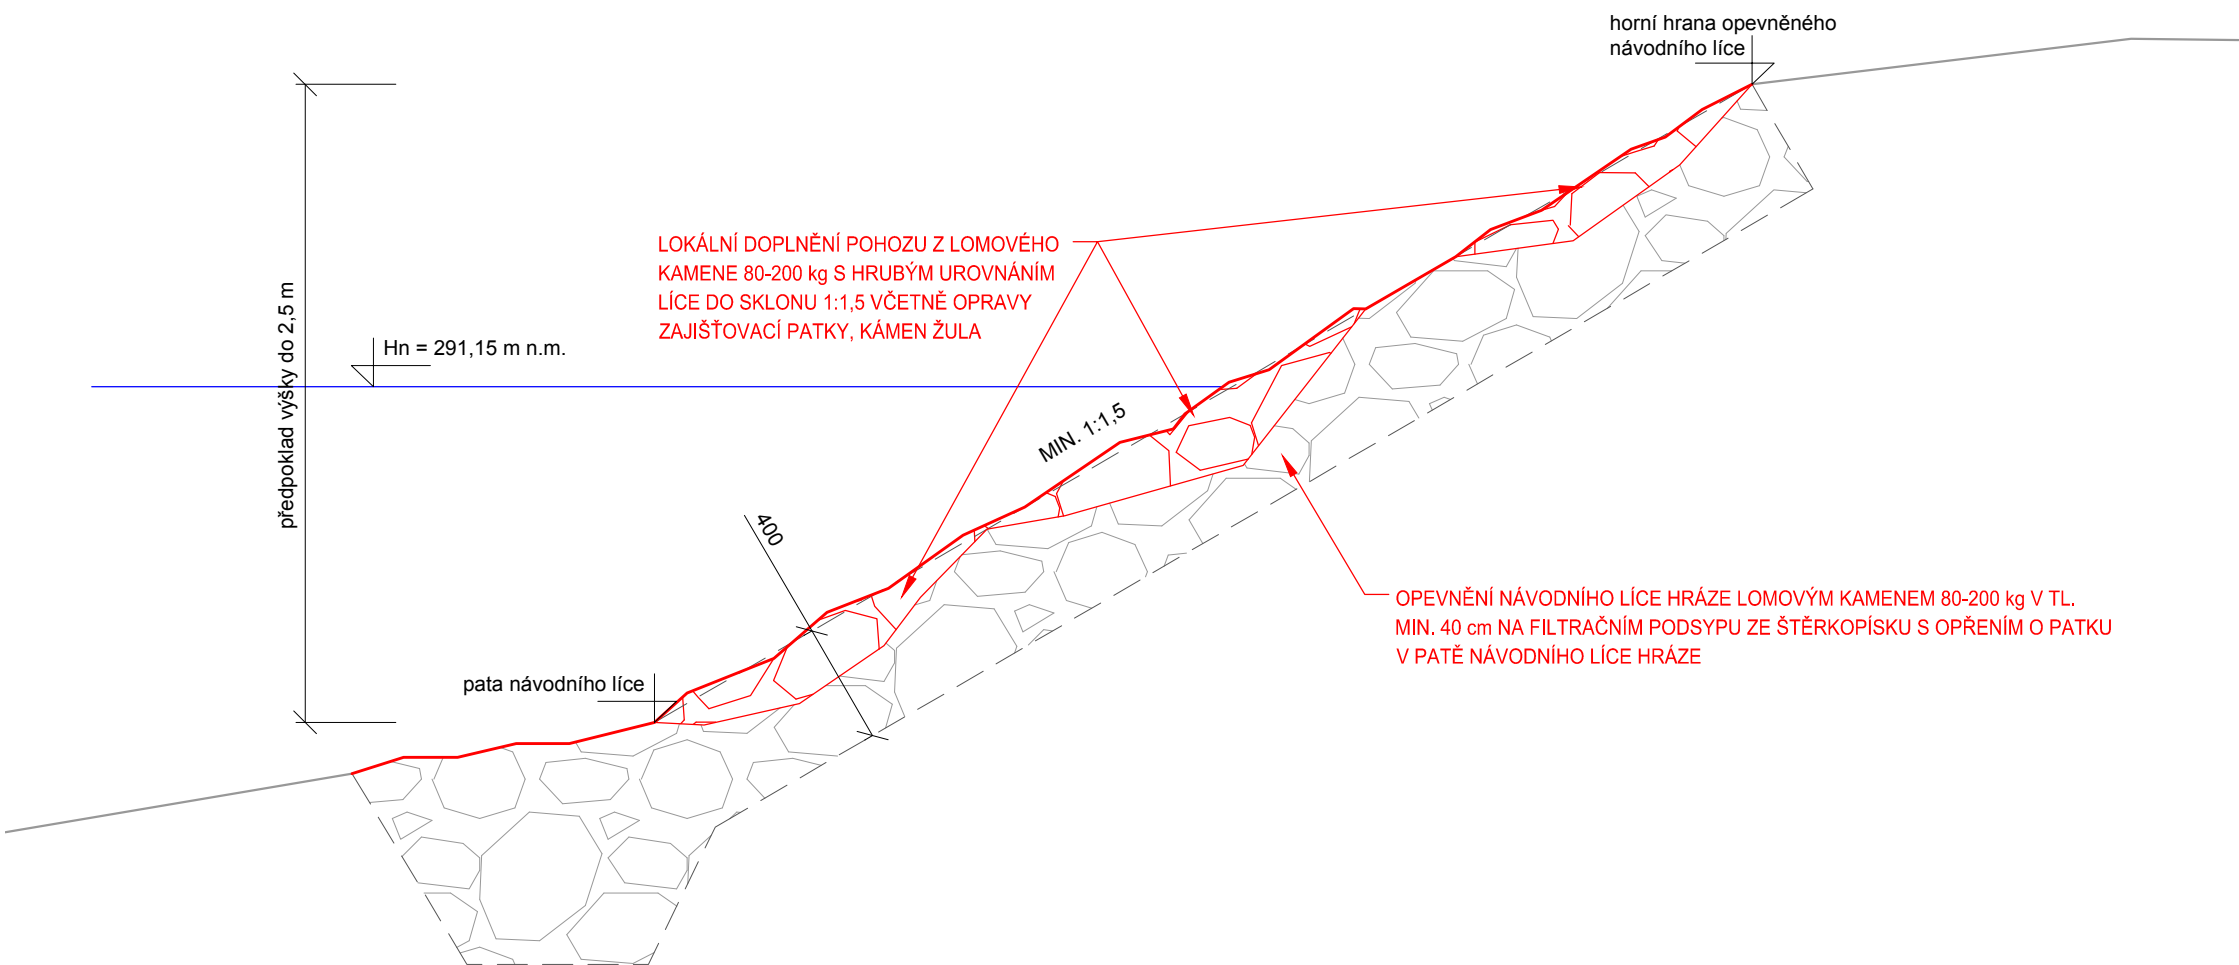 horní hrana opevněného
návodního líce
LOKÁLNÍ DOPLNĚNÍ POHOZU Z LOMOVÉHO
KAMENE 80-200 kg S HRUBÝM UROVNÁNÍM
LÍCE DO SKLONU 1:1,5 VČETNĚ OPRAVY
ZAJIŠŤOVACÍ PATKY, KÁMEN ŽULA
předpoklad výšky do 2,5 m
Hn = 291,15 m n.m.
MIN. 1:1,5
400
OPEVNĚNÍ NÁVODNÍHO LÍCE HRÁZE LOMOVÝM KAMENEM 80-200 kg V TL.
MIN. 40 cm NA FILTRAČNÍM PODSYPU ZE ŠTĚRKOPÍSKU S OPŘENÍM O PATKU
V PATĚ NÁVODNÍHO LÍCE HRÁZE
pata návodního líce